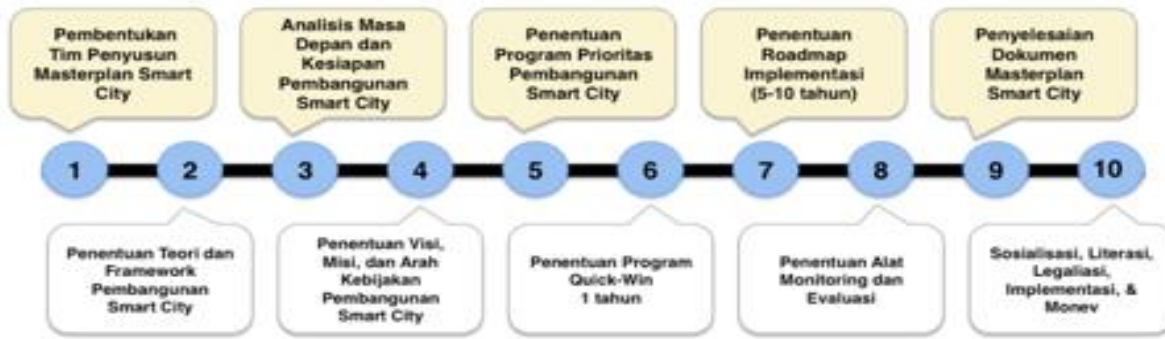 Pembentukan
Tim Penyusun
Masterplan Smart
City
Analisis Masa
Depan dan
Kesiapan
Pembangunan
Smart City
Penentuan
Program Prioritas
Pembangunan
Smart City
Penentuan
Roadmap
Implementasi
(5-10 tahun)
Penyelesaian
Dokumen
Masterplan
Smart City
1 2 3 4 5 6 7 8 9 10
Penentuan Teori dan
Framework
Pembangunan
Smart City
Penentuan Visi,
Misi, dan Arah
Kebijakan
Pembangunan
Smart City
Penentuan Program
Quick-Win
1 tahun
Penentuan Alat
Monitoring dan
Evaluasi
Sosialisasi, Literasi,
Legaliasi,
Implementasi, &
Monev